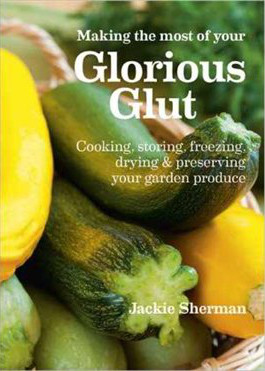 Making the most of your
Glorious
Glut
Cooking, storing, freezing,
drying & preserving
your garden produce
Jackie Sherman